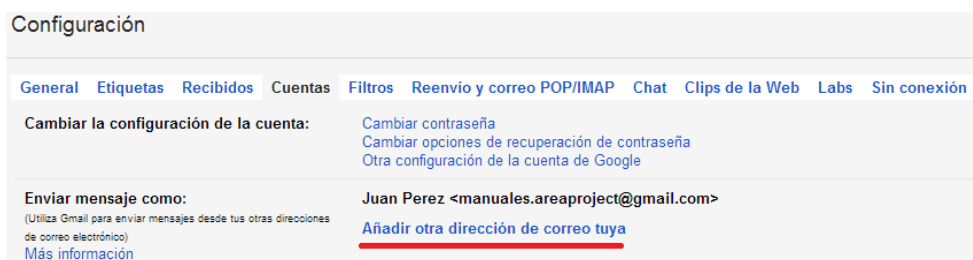 Configuración
General Etiquetas Recibidos Cuentas Filtros Reenvío y correo POP/IMAP Chat Clips de la Web Labs Sin conexión
Cambiar la configuración de la cuenta: Cambiar contraseña
Cambiar opciones de recuperación de contraseña
Otra configuración de la cuenta de Google
Enviar mensaje como: Juan Perez <manuales.areaproject@gmail.com>
(Utiliza Gmail para enviar mensajes desde tus otras direcciones
de correo electrónico)
Añadir otra dirección de correo tuya
Más información